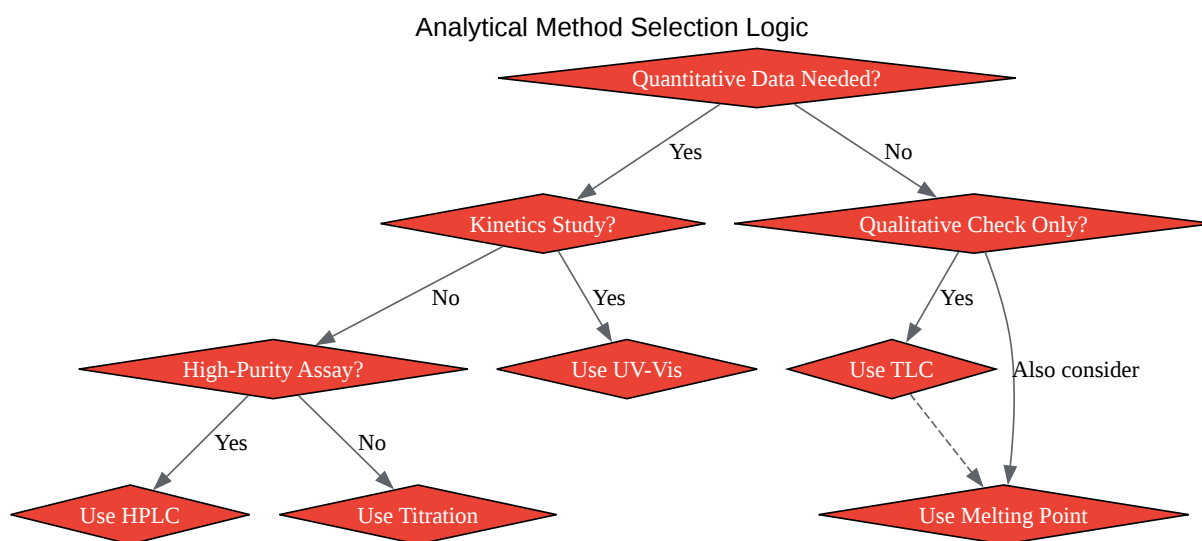 Analytical Method Selection Logic
Quantitative Data Needed?
Yes
No
Kinetics Study?
Qualitative Check Only?
No
Yes
Yes
High-Purity Assay?
Use UV-Vis
Use TLC
Also consider
Yes
No
Use HPLC
Use Titration
Use Melting Point